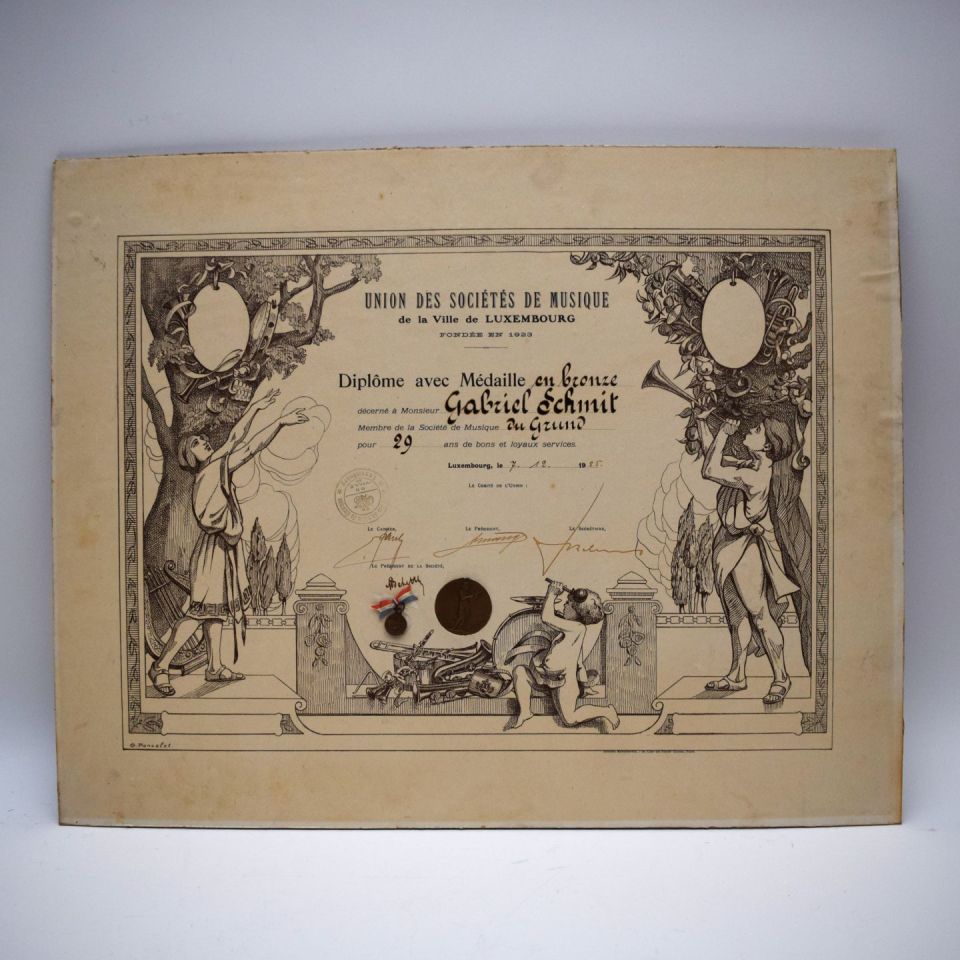 UNION DES SOCIÉTÉS DE MUSIQUE
de la Ville de LUXEMBOURG
FONDÉE EN 1923
Diplôme avec Médaille en bronze
décerné à Monsieur Gabriel Schmit
Membre de la Société de Musique du Grund
pour 29 ans de bons et loyaux services.
Luxembourg, le 7. 12. 19
LE COMITÉ DE L'UNION :
LE CAISSIER, LE PRÉSIDENT, LE SECRÉTAIRE,
LE PRÉSIDENT DE LA SOCIÉTÉ,